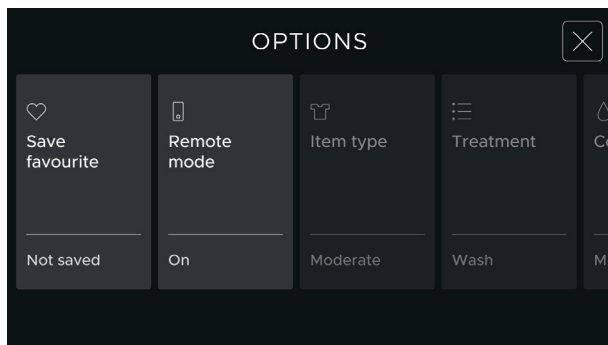 OPTIONS
Save
favourite
Not saved
Remote
mode
On
Item type
Moderate
Treatment
Wash